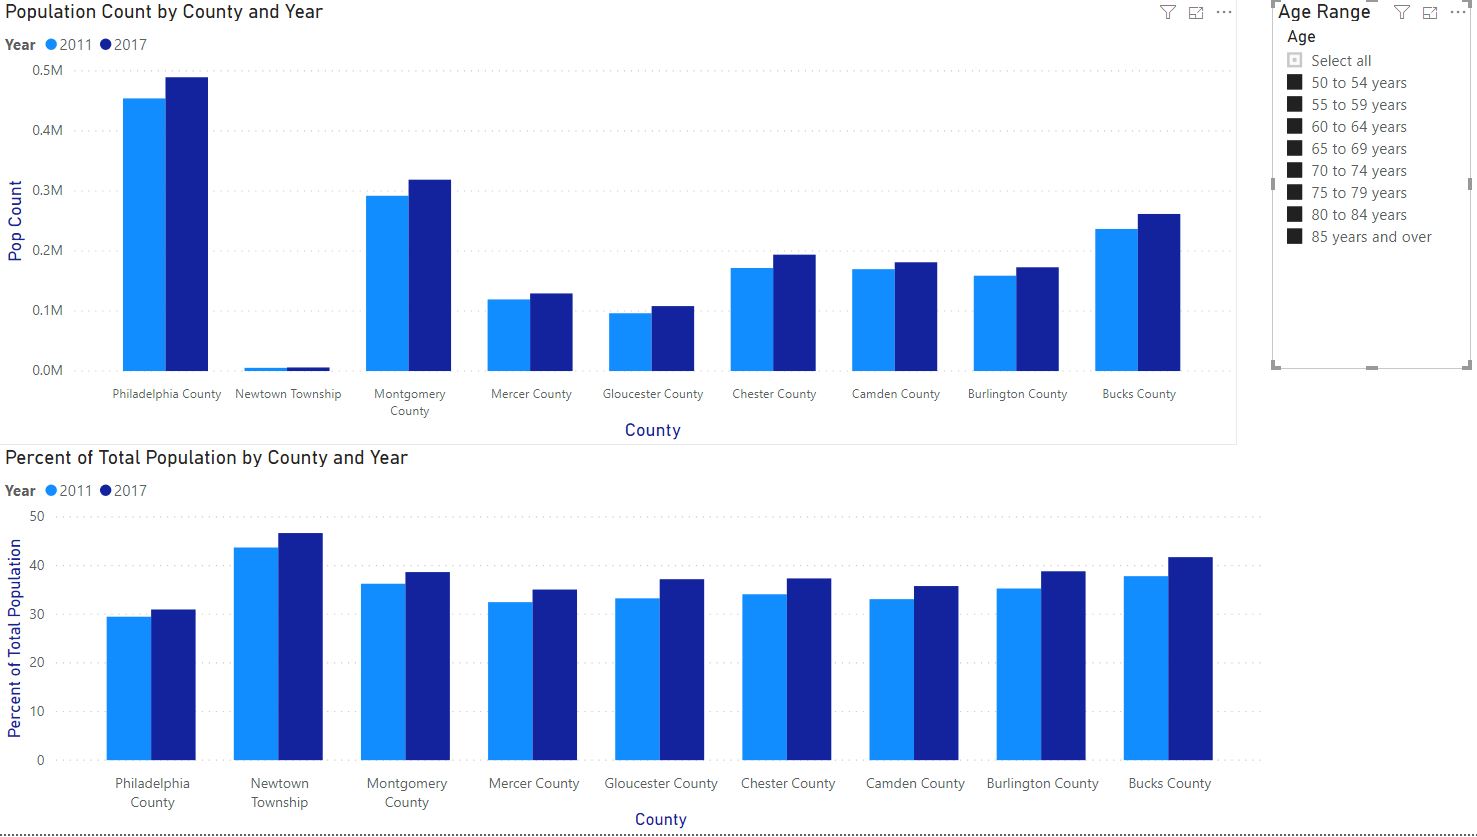 Population Count by County and Year
Year 2011 2017
0.5M
0.4M
0.3M
0.2M
0.1M
0.0M
Pop Count
Philadelphia County Newtown Township Montgomery County Mercer County Gloucester County Chester County Camden County Burlington County Bucks County
County
Age Range
Age
Select all
50 to 54 years
55 to 59 years
60 to 64 years
65 to 69 years
70 to 74 years
75 to 79 years
80 to 84 years
85 years and over
Percent of Total Population by County and Year
Year 2011 2017
50
40
30
20
10
0
Percent of Total Population
Philadelphia County Newtown Township Montgomery County Mercer County Gloucester County Chester County Camden County Burlington County Bucks County
County